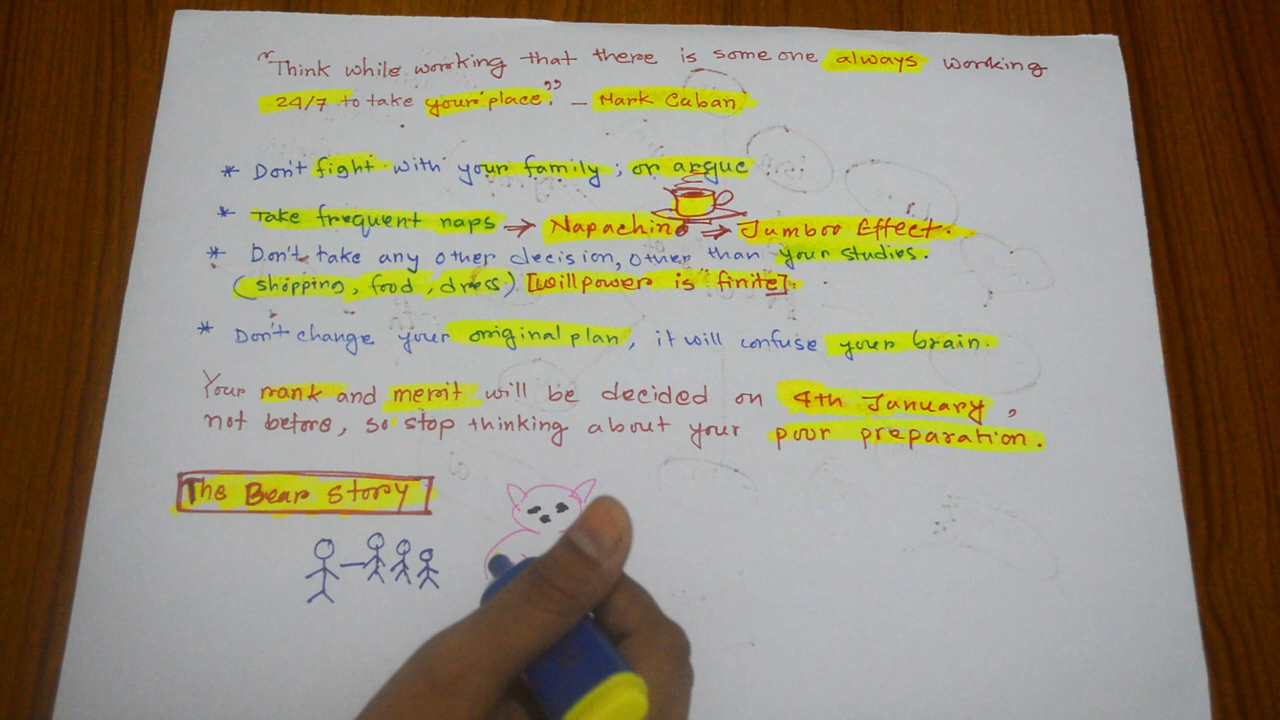 "Think while working that there is someone always working
24/7 to take your place." – Mark Caban
* Don't fight with your family; or argue
* Take frequent naps → Napachino → Jumboo Effect.
* Don't take any other decision, other than your studies.
(shopping, food, dress) [willpower is finite].
* Don't change your original plan, it will confuse your brain.
Your rank and merit will be decided on 4th January,
not before, so stop thinking about your poor preparation.
The Bear story